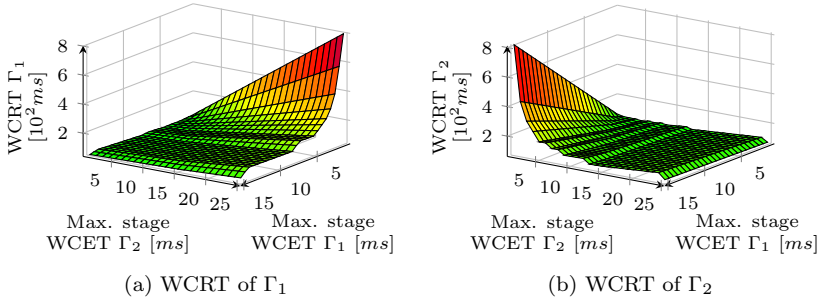 WCRT Γ1
[10²ms]
8
6
4
2
5
10
15
20
25
15
10
5
Max. stage
WCET Γ2 [ms]
Max. stage
WCET Γ1 [ms]
(a) WCRT of Γ1
WCRT Γ2
[10²ms]
8
6
4
2
5
10
15
20
25
15
10
5
Max. stage
WCET Γ2 [ms]
Max. stage
WCET Γ1 [ms]
(b) WCRT of Γ2